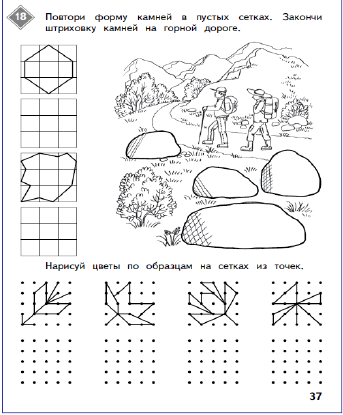 18 Повтори форму камней в пустых сетках. Закончи
штриховку камней на горной дороге.
Нарисуй цветы по образцам на сетках из точек.
37